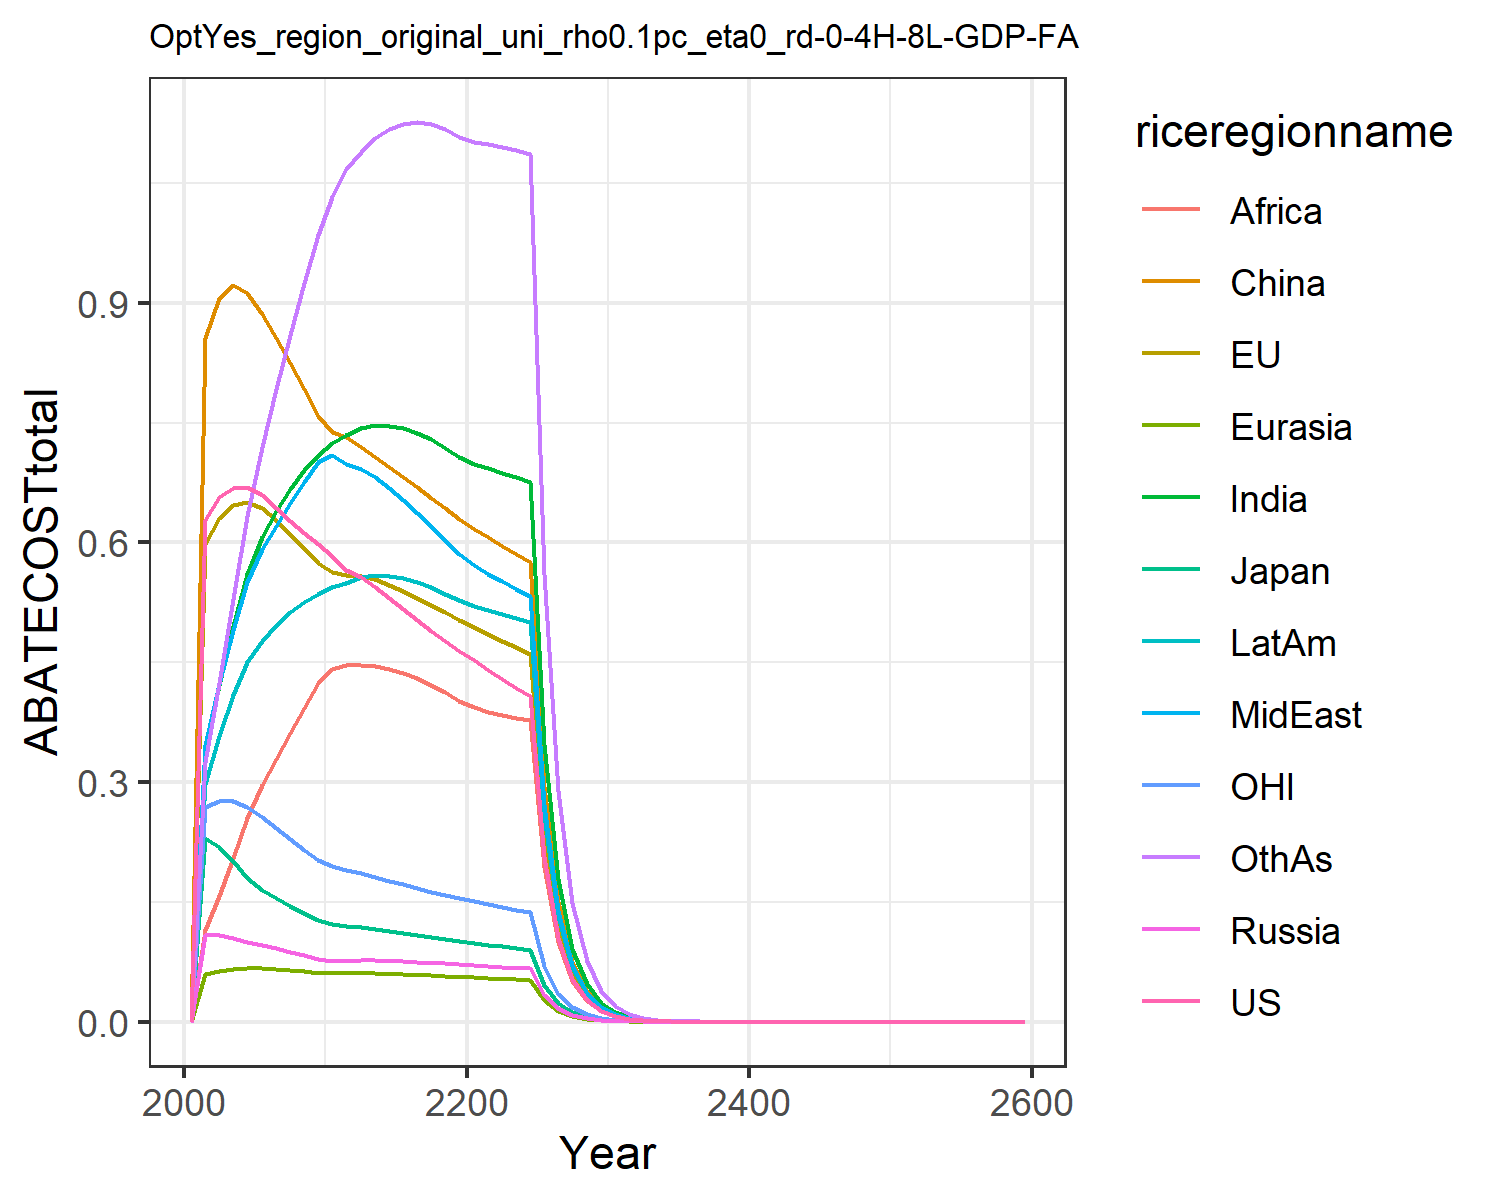 OptYes_region_original_uni_rho0.1pc_eta0_rd-0-4H-8L-GDP-FA
ABATECOSTtotal
0.9
0.6
0.3
0.0
2000
2200
2400
2600
Year
riceregionname
Africa
China
EU
Eurasia
India
Japan
LatAm
MidEast
OHI
OthAs
Russia
US